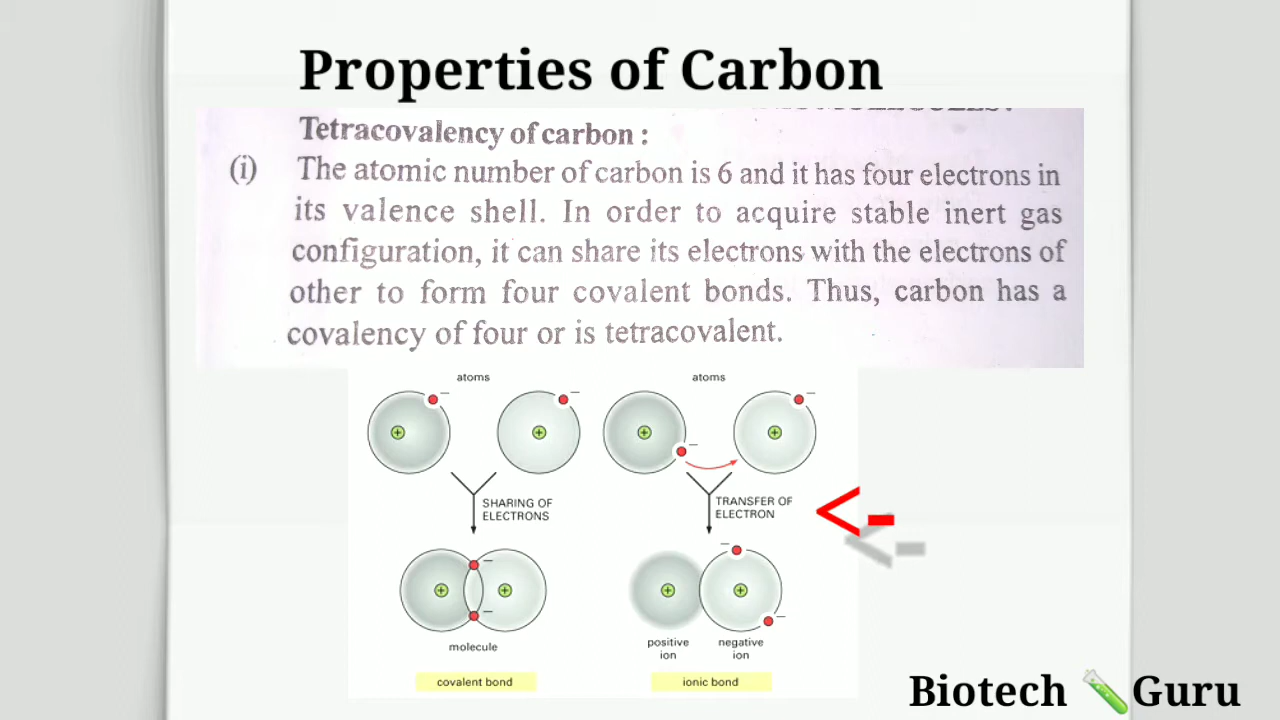 Properties of Carbon
Tetracovalency of carbon :
(i) The atomic number of carbon is 6 and it has four electrons in
its valence shell. In order to acquire stable inert gas
configuration, it can share its electrons with the electrons of
other to form four covalent bonds. Thus, carbon has a
covalency of four or is tetracovalent.
atoms
atoms
SHARING OF
ELECTRONS
TRANSFER OF
ELECTRON
<-
molecule
positive
ion
negative
ion
covalent bond
ionic bond
Biotech Guru